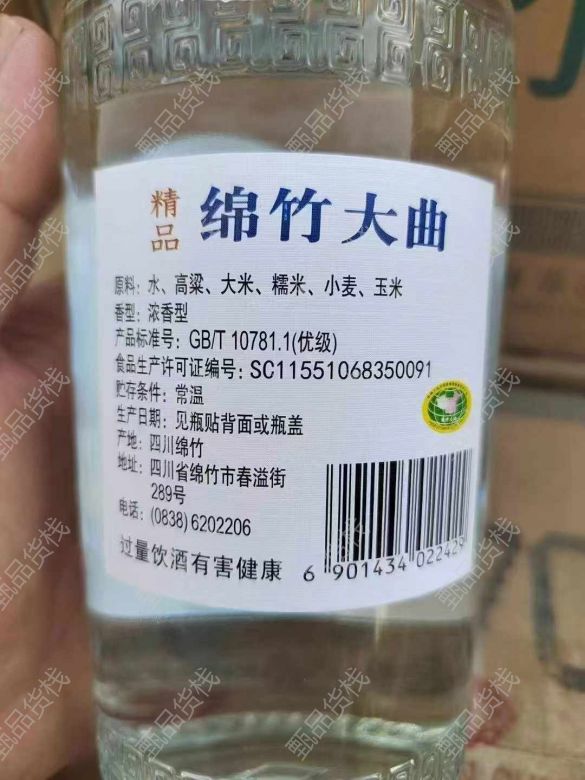 精品 绵竹大曲
原料：水、高粱、大米、糯米、小麦、玉米
香型：浓香型
产品标准号：GB/T 10781.1(优级)
食品生产许可证编号：SC11551068350091
贮存条件：常温
生产日期：见瓶贴背面或瓶盖
产地：四川绵竹
地址：四川省绵竹市春溢街
289号
电话：(0838) 6202206
过量饮酒有害健康
6 901434 022429
甄品货栈